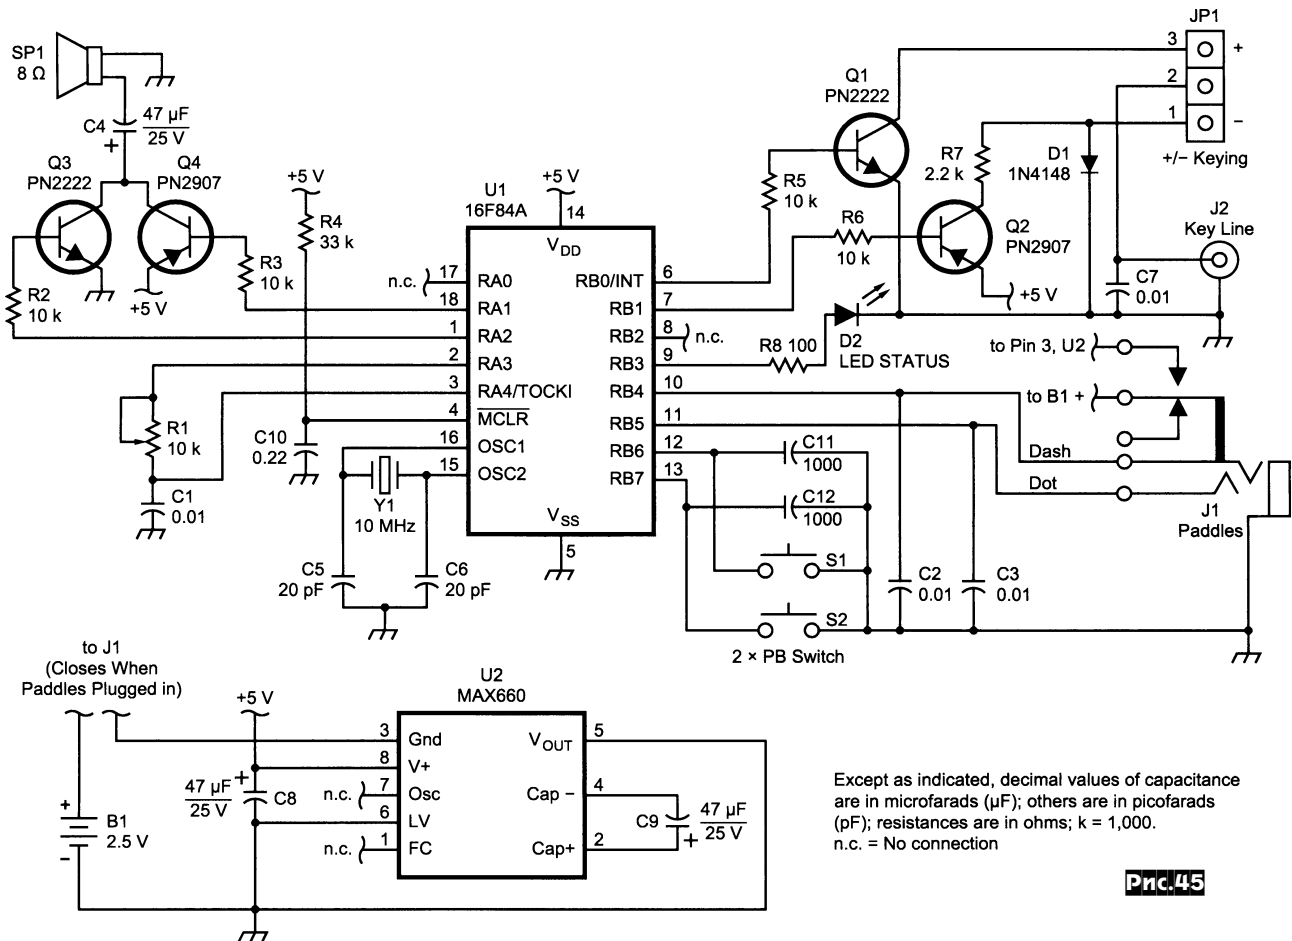 JP1
3
+
2
1
−
+/− Keying
SP1
8 Ω
C4
47 µF
25 V
+
Q3
PN2222
Q4
PN2907
R2
10 k
R3
10 k
+5 V
+5 V
R4
33 k
U1
16F84A
+5 V
14
VDD
n.c.
17
RA0
18
RA1
1
RA2
2
RA3
3
RA4/TOCKI
4
MCLR
16
OSC1
15
OSC2
VSS
5
RB0/INT
6
RB1
7
RB2
8
n.c.
RB3
9
RB4
10
RB5
11
RB6
12
RB7
13
Q1
PN2222
R5
10 k
R6
10 k
R7
2.2 k
Q2
PN2907
+5 V
D1
1N4148
J2
Key Line
C7
0.01
R8 100
D2
LED STATUS
to Pin 3, U2
to B1 +
Dash
Dot
J1
Paddles
R1
10 k
C1
0.01
C10
0.22
Y1
10 MHz
C5
20 pF
C6
20 pF
C11
1000
C12
1000
S1
S2
2 × PB Switch
C2
0.01
C3
0.01
to J1
(Closes When
Paddles Plugged in)
+5 V
U2
MAX660
+
B1
2.5 V
−
47 µF
25 V
+
C8
3
Gnd
8
V+
n.c.
7
Osc
6
LV
n.c.
1
FC
VOUT
5
Cap −
4
Cap+
2
C9
47 µF
25 V
+
Except as indicated, decimal values of capacitance
are in microfarads (µF); others are in picofarads
(pF); resistances are in ohms; k = 1,000.
n.c. = No connection
Pnc.45